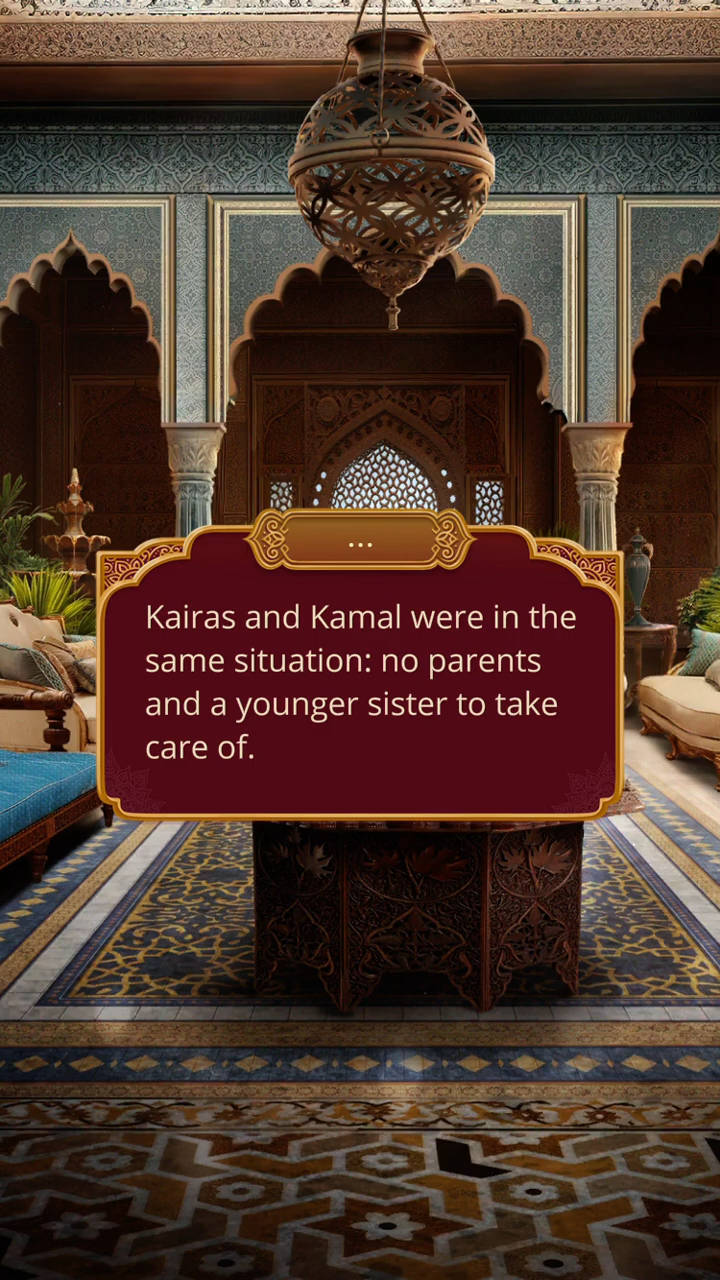 ...
Kairas and Kamal were in the
same situation: no parents
and a younger sister to take
care of.